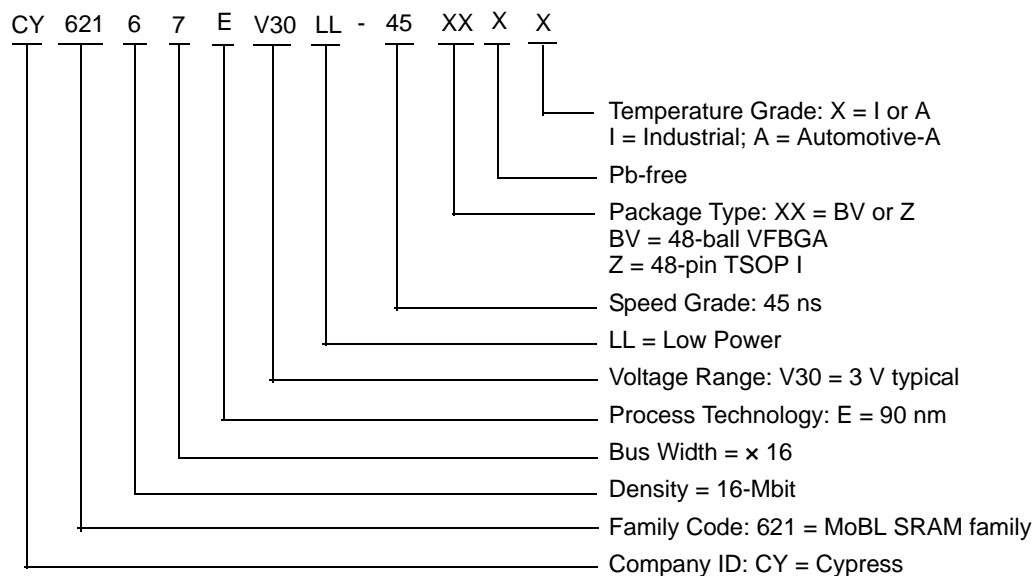 CY 621 6 7 E V30 LL - 45 XX X X
Temperature Grade: X = I or A
I = Industrial; A = Automotive-A
Pb-free
Package Type: XX = BV or Z
BV = 48-ball VFBGA
Z = 48-pin TSOP I
Speed Grade: 45 ns
LL = Low Power
Voltage Range: V30 = 3 V typical
Process Technology: E = 90 nm
Bus Width = × 16
Density = 16-Mbit
Family Code: 621 = MoBL SRAM family
Company ID: CY = Cypress